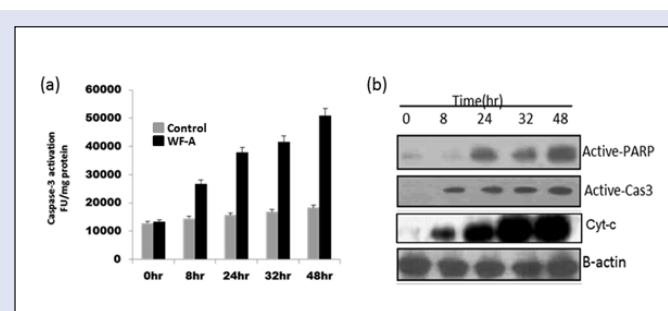 (a)
60000
50000
40000
30000
20000
10000
0
Caspase-3 activation
FU/mg protein
Control
WF-A
0hr 8hr 24hr 32hr 48hr
(b)
Time(hr)
0 8 24 32 48
Active-PARP
Active-Cas3
Cyt-c
B-actin